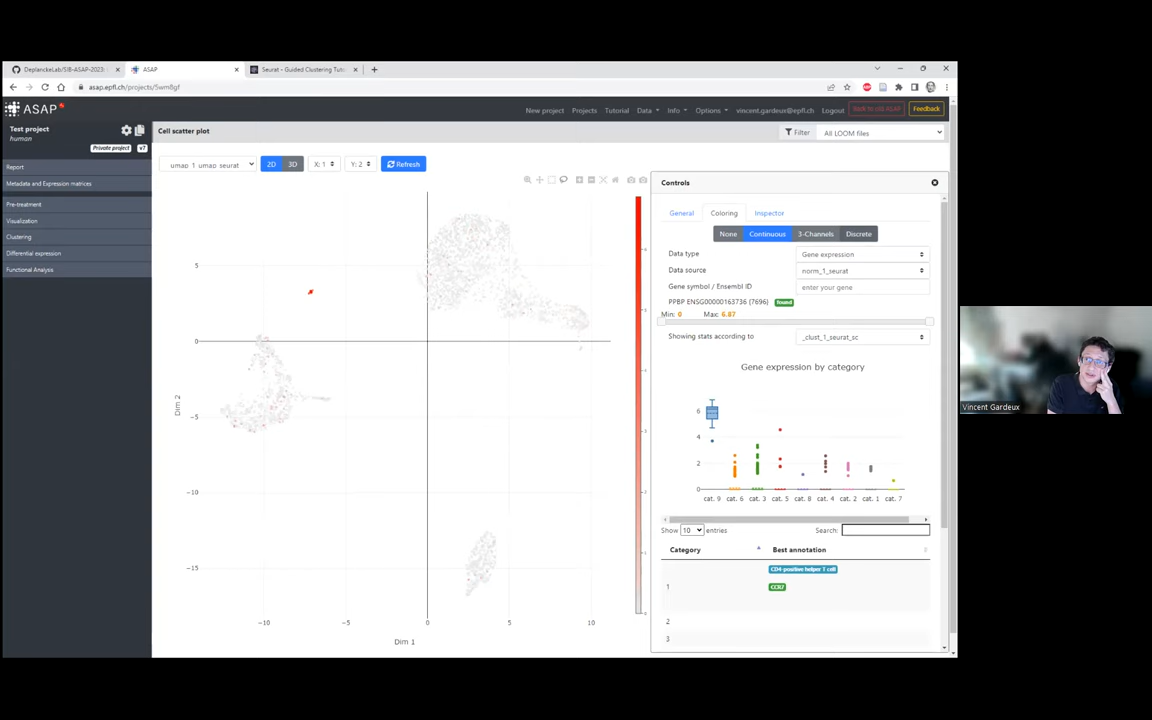 DeplanckeLab/SIB-ASAP-2023:
ASAP
Seurat - Guided Clustering Tuto
asap.epfl.ch/projects/5wm8gf
ASAP
New project Projects Tutorial Data Info Options vincent.gardeux@epfl.ch Logout Feedback
Test project
human
Private project v7
Cell scatter plot
Filter All LOOM files
Report
Metadata and Expression matrices
Pre-treatment
Visualization
Clustering
Differential expression
Functional Analysis
umap_1_umap_seurat 2D 3D X: 1 Y: 2 Refresh
5
0
−5
−10
−15
−10 −5 0 5 10
Dim 1
Dim 2
Controls
General Coloring Inspector
None Continuous 3-Channels Discrete
Data type Gene expression
Data source norm_1_seurat
Gene symbol / Ensembl ID enter your gene
PPBP ENSG00000163736 (7696) found
Min: 0 Max: 6.87
Showing stats according to _clust_1_seurat_sc
Gene expression by category
6
4
2
0
cat. 9 cat. 6 cat. 3 cat. 5 cat. 8 cat. 4 cat. 2 cat. 1 cat. 7
Show 10 entries Search:
Category Best annotation
CD4-positive helper T cell
1 CCR7
2
3
Vincent Gardeux